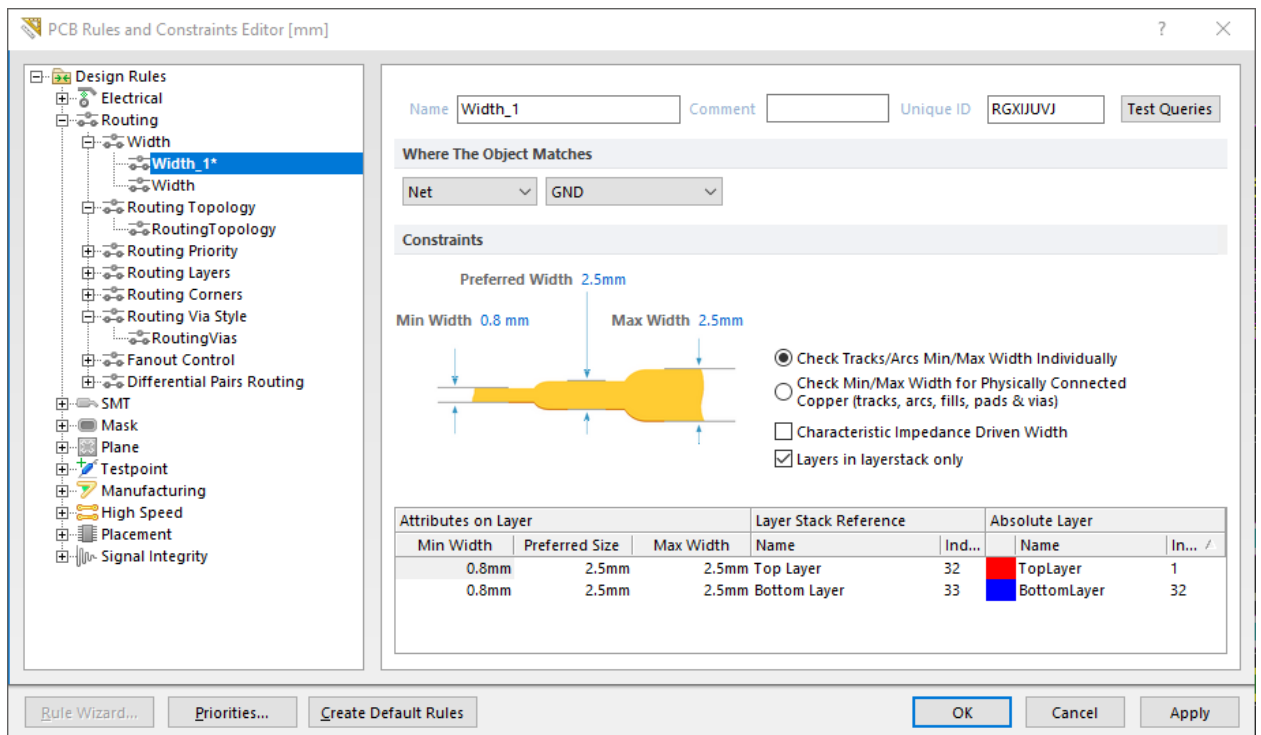 PCB Rules and Constraints Editor [mm]
?
Design Rules
Electrical
Routing
Width
Width_1*
Width
Routing Topology
RoutingTopology
Routing Priority
Routing Layers
Routing Corners
Routing Via Style
RoutingVias
Fanout Control
Differential Pairs Routing
SMT
Mask
Plane
Testpoint
Manufacturing
High Speed
Placement
Signal Integrity
Name Width_1 Comment Unique ID RGXIJUVJ Test Queries
Where The Object Matches
Net GND
Constraints
Preferred Width 2.5mm
Min Width 0.8 mm Max Width 2.5mm
Check Tracks/Arcs Min/Max Width Individually
Check Min/Max Width for Physically Connected
Copper (tracks, arcs, fills, pads & vias)
Characteristic Impedance Driven Width
Layers in layerstack only
Attributes on Layer Layer Stack Reference Absolute Layer
Min Width Preferred Size Max Width Name Ind... Name In...
0.8mm 2.5mm 2.5mm Top Layer 32 TopLayer 1
0.8mm 2.5mm 2.5mm Bottom Layer 33 BottomLayer 32
Rule Wizard... Priorities... Create Default Rules OK Cancel Apply